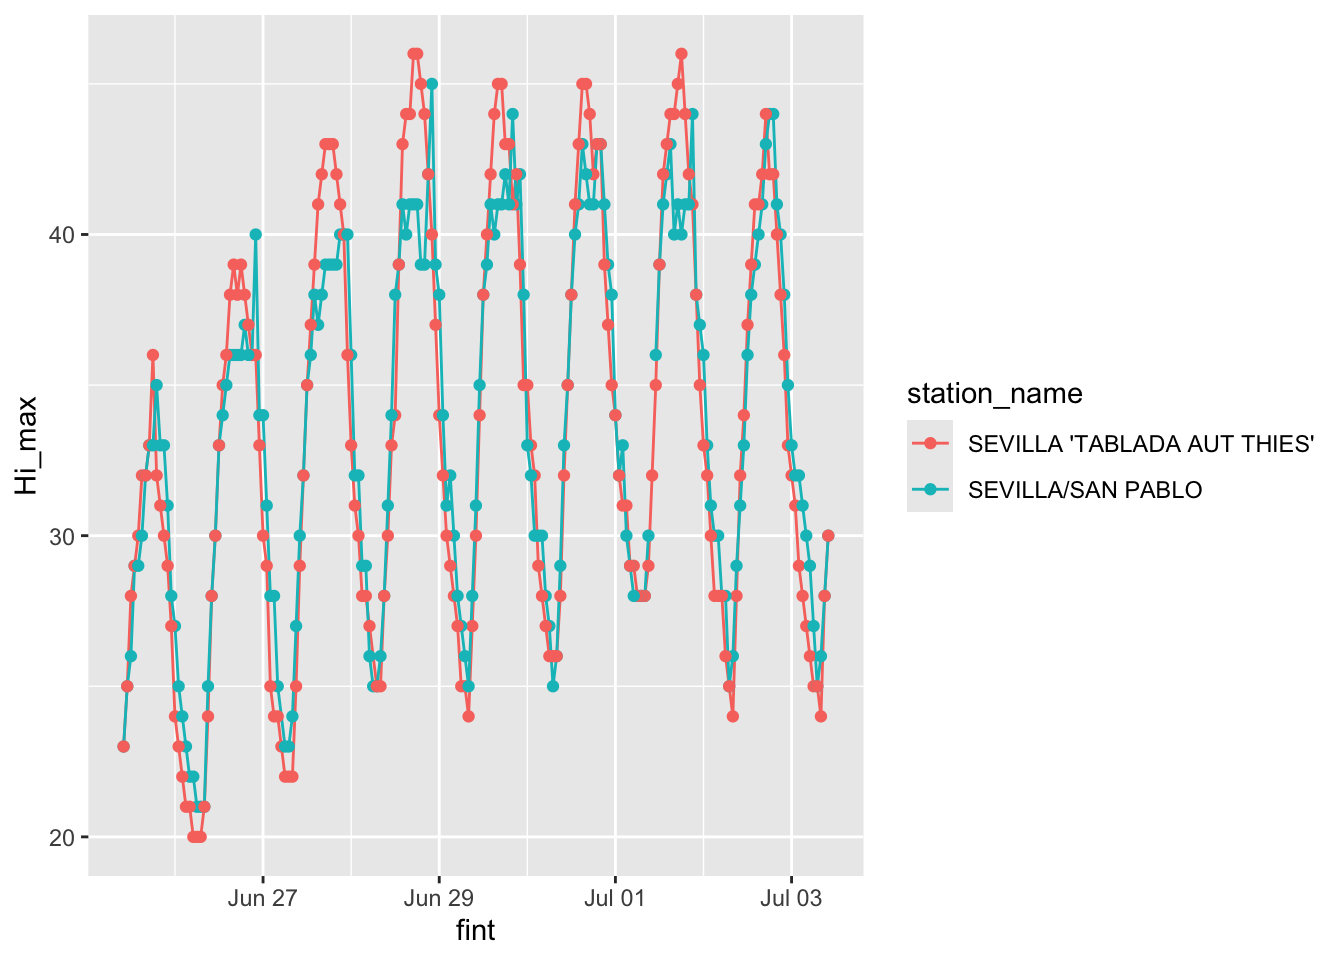 Hi_max
40
30
20
Jun 27
Jun 29
Jul 01
Jul 03
fint
station_name
SEVILLA 'TABLADA AUT THIES'
SEVILLA/SAN PABLO